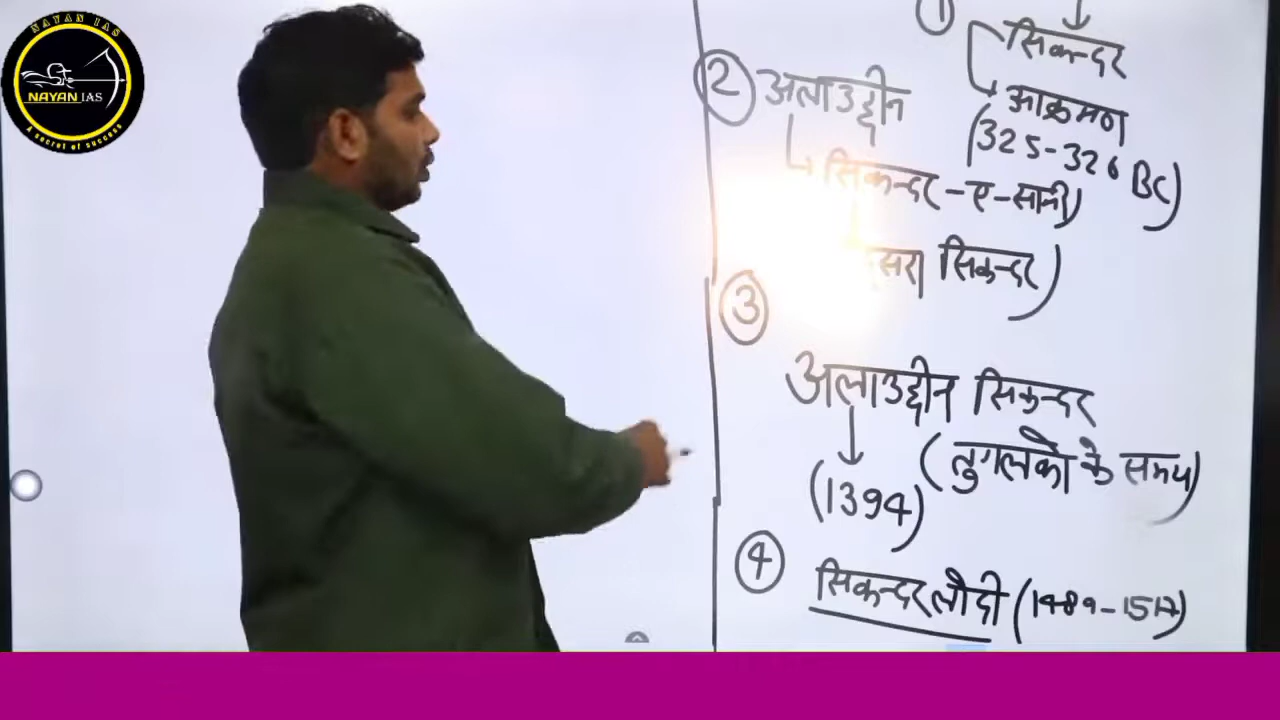 NAYAN IAS
NAYAN IAS
A secret of success
1
सिकन्दर
आक्रमण
(325-326 BC)
2 अलाउद्दीन
सिकन्दर-ए-सानी)
सरा सिकन्दर)
3
अलाउद्दीन सिकन्दर
(तुगलको के समय)
(1394)
4
सिकन्दर लोदी (1489-1517)